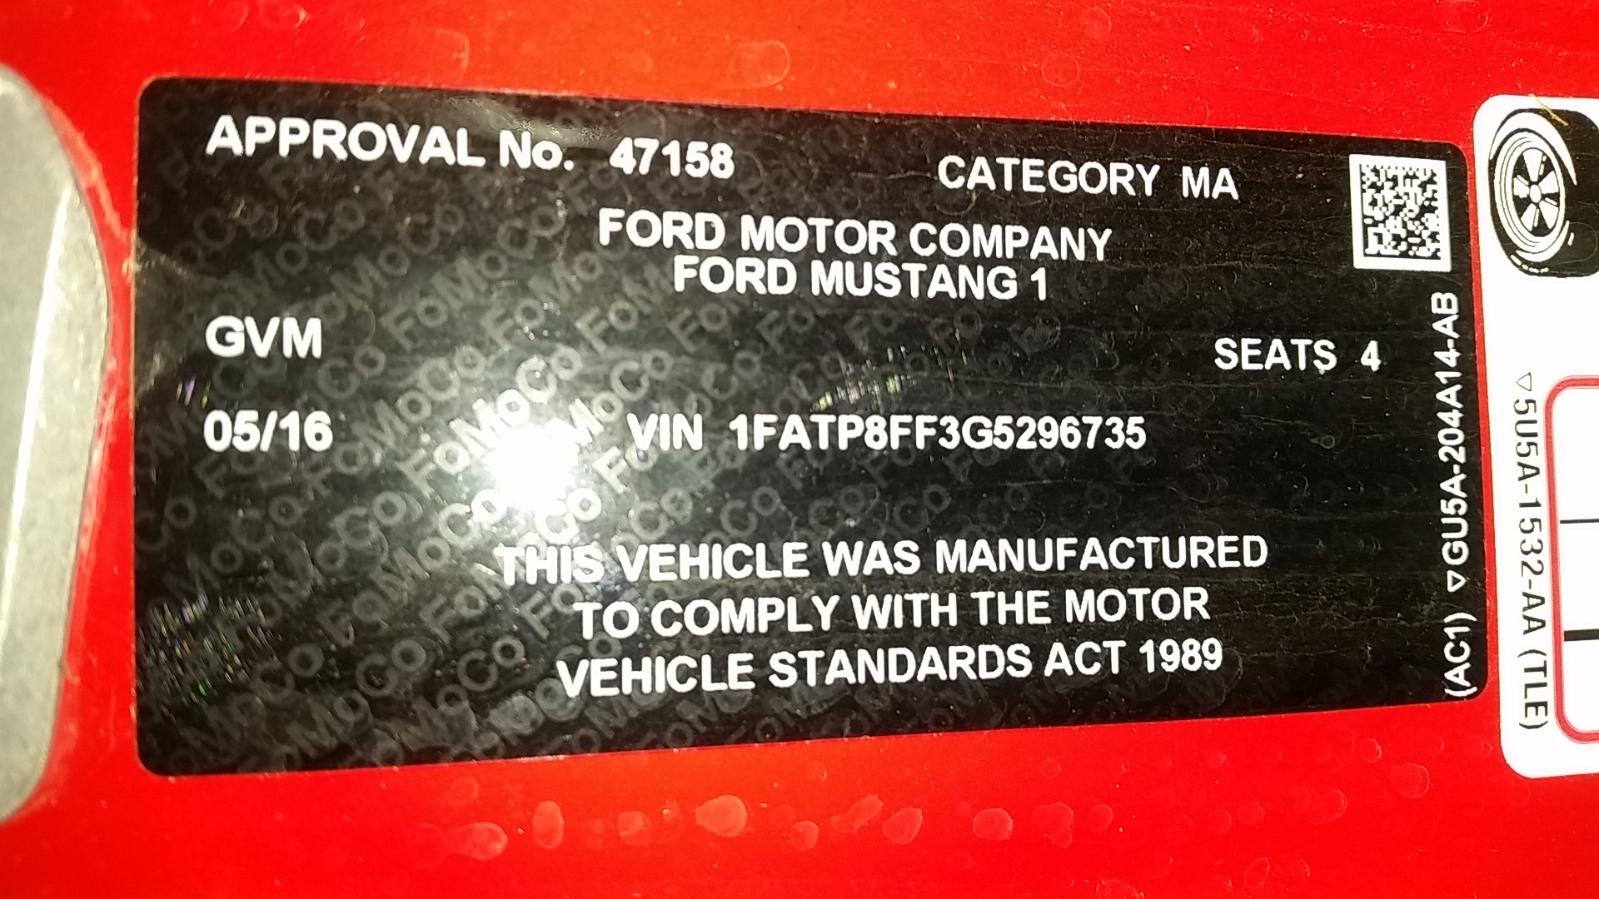 APPROVAL No. 47158
CATEGORY MA
FORD MOTOR COMPANY
FORD MUSTANG 1
GVM
SEATS 4
05/16
VIN 1FATP8FF3G5296735
THIS VEHICLE WAS MANUFACTURED
TO COMPLY WITH THE MOTOR
VEHICLE STANDARDS ACT 1989
(AC1) ▽GU5A-204A14-AB
▽5U5A-1532-AA (TLE)
FoMoCo